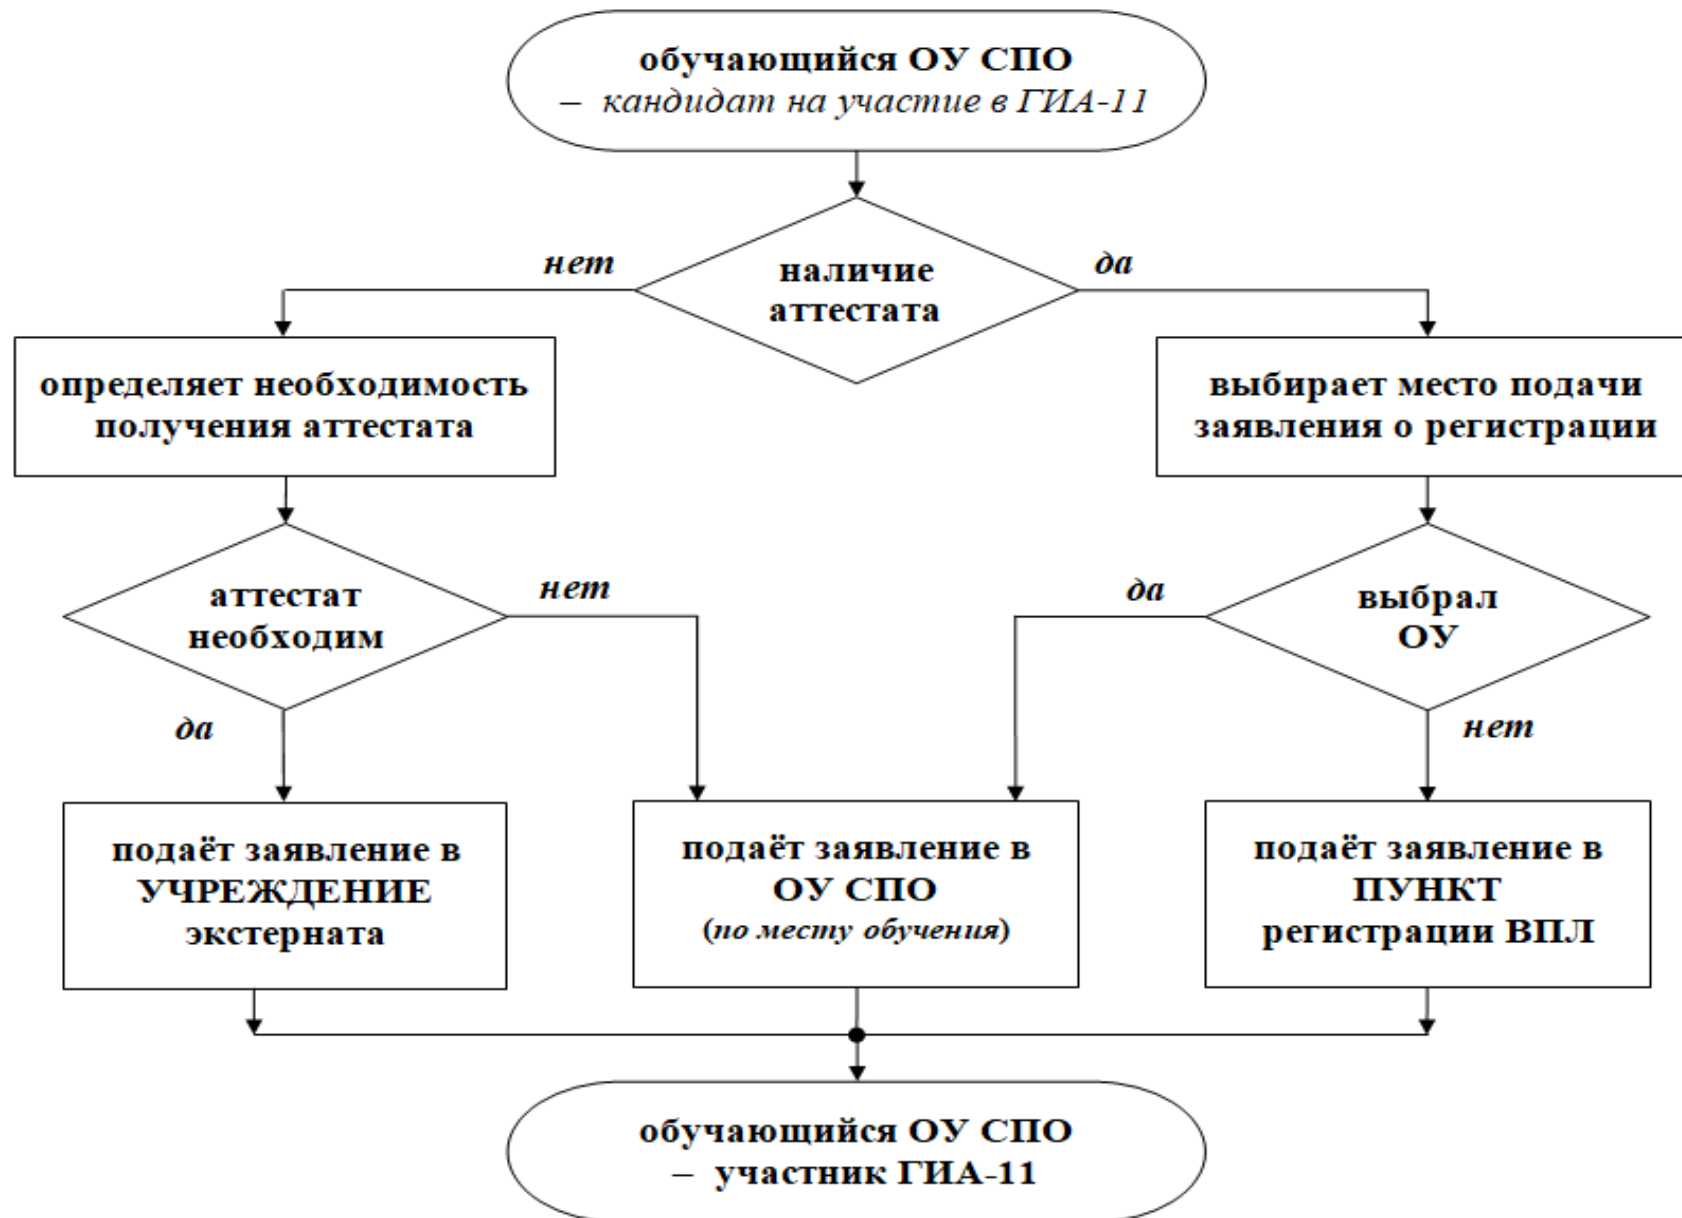 обучающийся ОУ СПО
– кандидат на участие в ГИА-11
нет
наличие
аттестата
да
определяет необходимость
получения аттестата
выбирает место подачи
заявления о регистрации
аттестат
необходим
нет
да
выбрал
ОУ
да
нет
подаёт заявление в
УЧРЕЖДЕНИЕ
экстерната
подаёт заявление в
ОУ СПО
(по месту обучения)
подаёт заявление в
ПУНКТ
регистрации ВПЛ
обучающийся ОУ СПО
– участник ГИА-11